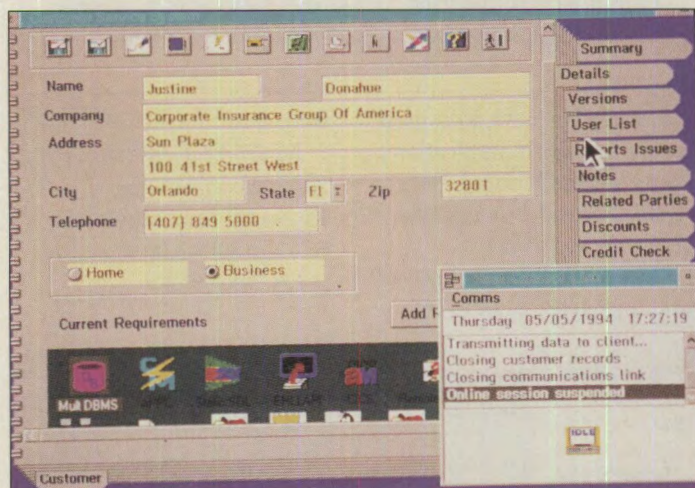 Summary
Details
Versions
User List
Reports Issues
Notes
Related Parties
Discounts
Credit Check
Name Justine Donahue
Company Corporate Insurance Group Of America
Address Sun Plaza
100 41st Street West
City Orlando State Fl Zip 32801
Telephone (407) 849 5000
Home Business
Current Requirements
Add
Mult DBMS
Comms
Thursday 05/05/1994 17:27:19
Transmitting data to client...
Closing customer records
Closing communications link
Online session suspended
IDLE
Customer